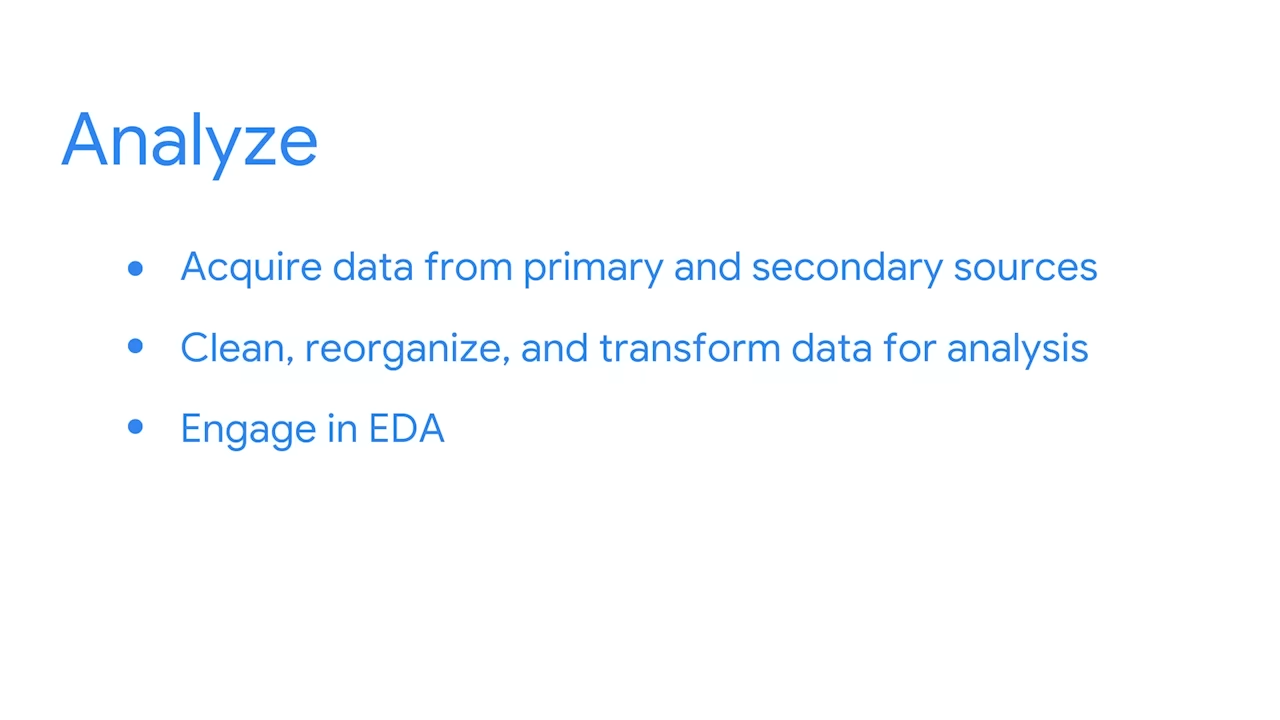 Analyze
• Acquire data from primary and secondary sources
• Clean, reorganize, and transform data for analysis
• Engage in EDA